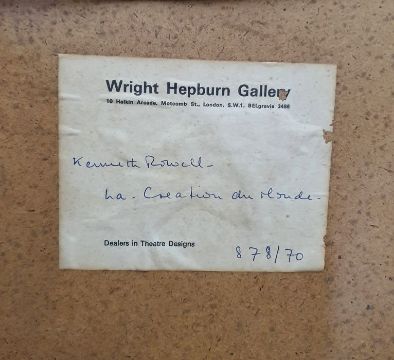 Wright Hepburn Gallery
10 Halkin Arcade, Motcomb St., London. S.W.1. BELgravia 2486
Kenneth Rowell-
La. Creation du Monde.
Dealers in Theatre Designs
878/70